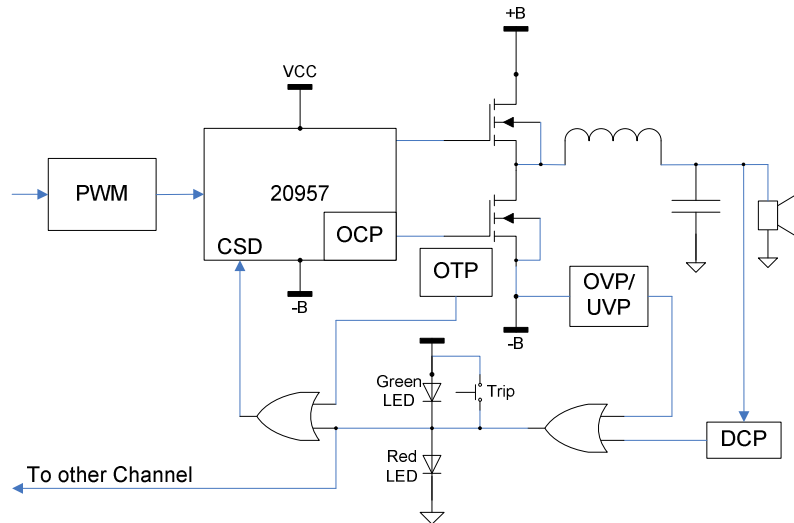 +B
VCC
PWM
20957
OCP
CSD
-B
OTP
OVP/
UVP
-B
Green
LED
Trip
Red
LED
DCP
To other Channel